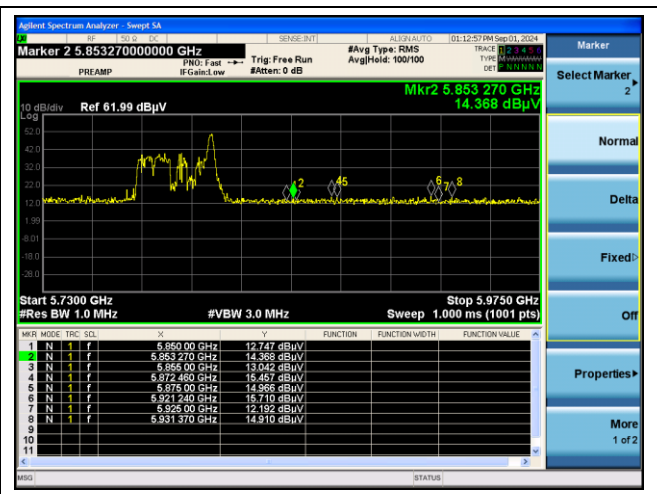 Agilent Spectrum Analyzer - Swept SA
RF 50 Ω DC SENSE:INT ALIGN AUTO 01:12:57 PM Sep 01, 2024
Marker 2 5.853270000000 GHz
PNO: Fast
IFGain:Low
PREAMP
Trig: Free Run
#Atten: 0 dB
#Avg Type: RMS
Avg|Hold: 100/100
TRACE 1 2 3 4 5 6
TYPE M
DET P N N N N N
Marker
Select Marker
2
Normal
Delta
Fixed
Off
Properties
More
1 of 2
Mkr2 5.853 270 GHz
14.368 dBµV
10 dB/div Ref 61.99 dBµV
Log
52.0
42.0
32.0
22.0
12.0
1.99
-8.01
-18.0
-28.0
2
4
5
6
7
8
Start 5.7300 GHz Stop 5.9750 GHz
#Res BW 1.0 MHz #VBW 3.0 MHz Sweep 1.000 ms (1001 pts)
MKR MODE TRC SCL X Y FUNCTION FUNCTION WIDTH FUNCTION VALUE
1 N 1 f 5.850 00 GHz 12.747 dBµV
2 N 1 f 5.853 270 GHz 14.368 dBµV
3 N 1 f 5.855 00 GHz 13.042 dBµV
4 N 1 f 5.872 460 GHz 15.457 dBµV
5 N 1 f 5.875 00 GHz 14.966 dBµV
6 N 1 f 5.921 240 GHz 15.710 dBµV
7 N 1 f 5.925 00 GHz 12.192 dBµV
8 N 1 f 5.931 370 GHz 14.910 dBµV
9
10
11
MSG STATUS